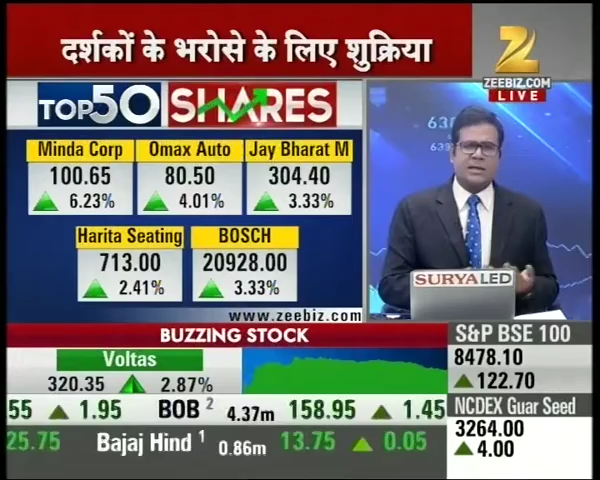 दर्शकों के भरोसे के लिए शुक्रिया
Z
ZEEBIZ.COM
LIVE
TOP50 SHARES
Minda Corp
100.65
6.23%
Omax Auto
80.50
4.01%
Jay Bharat M
304.40
3.33%
Harita Seating
713.00
2.41%
BOSCH
20928.00
3.33%
638
639
SURYA LED
www.zeebiz.com
BUZZING STOCK
Voltas
320.35 2.87%
S&P BSE 100
8478.10
122.70
55 1.95 BOB 2 4.37m 158.95 1.45
25.75 Bajaj Hind 1 0.86m 13.75 0.05
NCDEX Guar Seed
3264.00
4.00